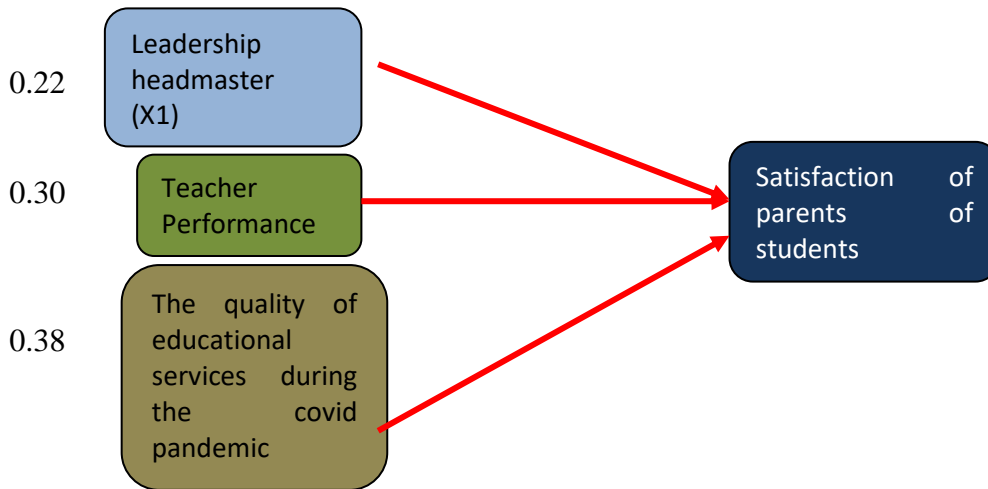 0.22
Leadership
headmaster
(X1)
0.30
Teacher
Performance
0.38
The quality of
educational
services during
the covid
pandemic
Satisfaction of
parents of
students